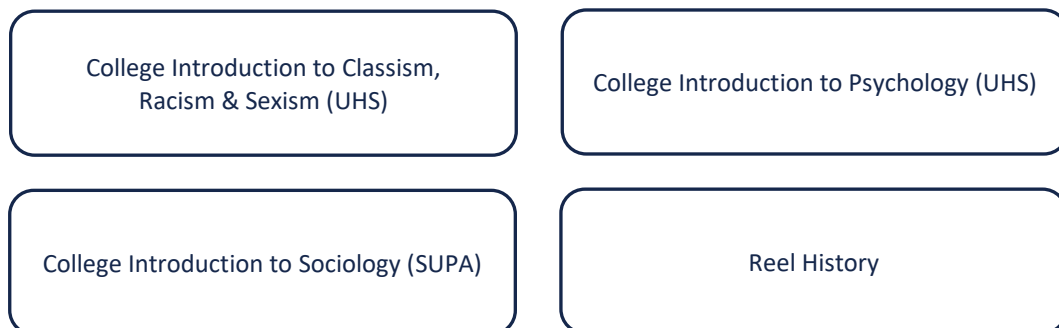 College Introduction to Classism,
Racism & Sexism (UHS)
College Introduction to Psychology (UHS)
College Introduction to Sociology (SUPA)
Reel History